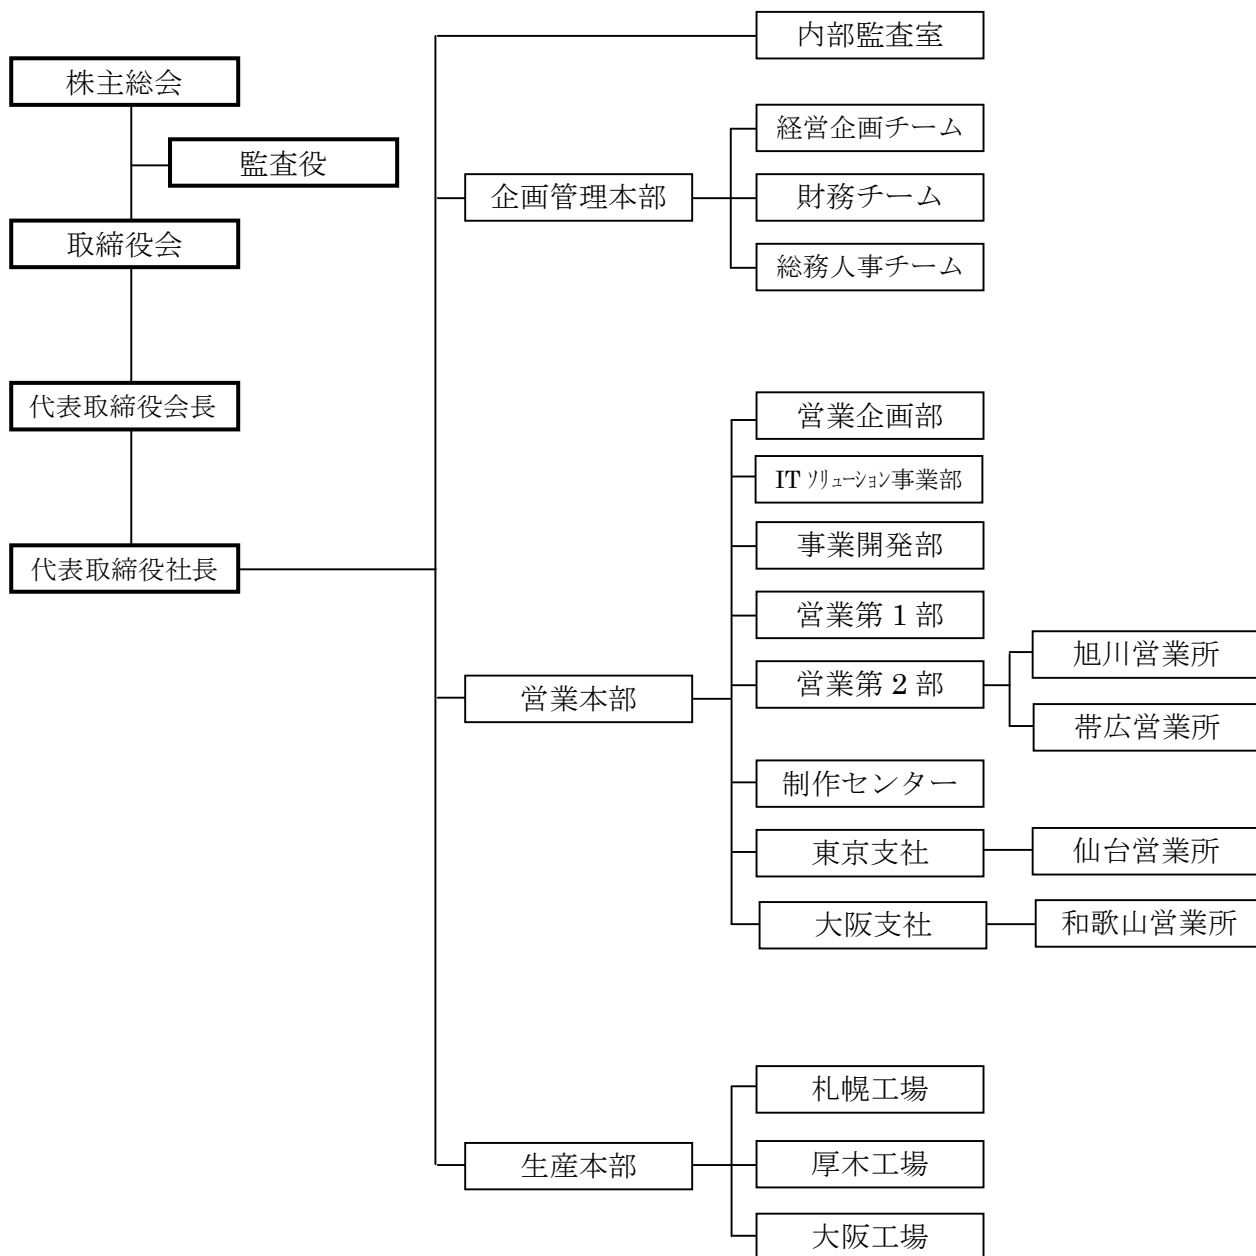 株主総会
監査役
取締役会
代表取締役会長
代表取締役社長
内部監査室
企画管理本部
経営企画チーム
財務チーム
総務人事チーム
営業本部
営業企画部
IT ｿﾘｭｰｼｮﾝ事業部
事業開発部
営業第 1 部
営業第 2 部
旭川営業所
帯広営業所
制作センター
東京支社
仙台営業所
大阪支社
和歌山営業所
生産本部
札幌工場
厚木工場
大阪工場